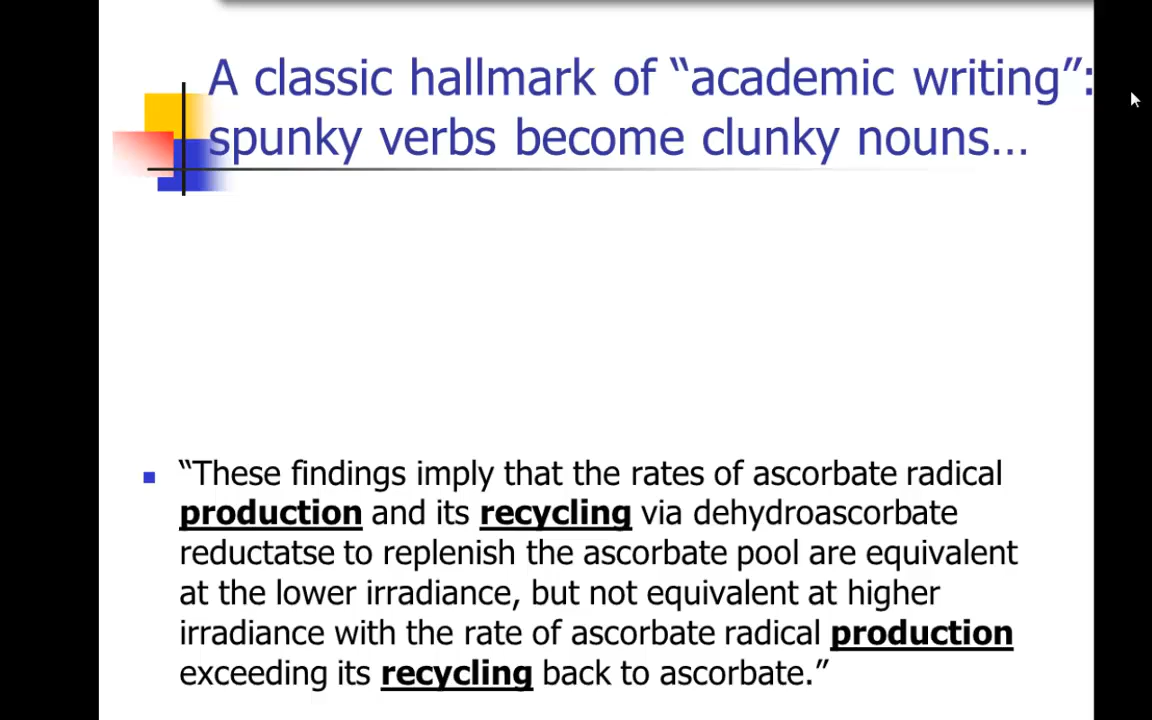 A classic hallmark of “academic writing”:
spunky verbs become clunky nouns…
“These findings imply that the rates of ascorbate radical
production and its recycling via dehydroascorbate
reductatse to replenish the ascorbate pool are equivalent
at the lower irradiance, but not equivalent at higher
irradiance with the rate of ascorbate radical production
exceeding its recycling back to ascorbate.”